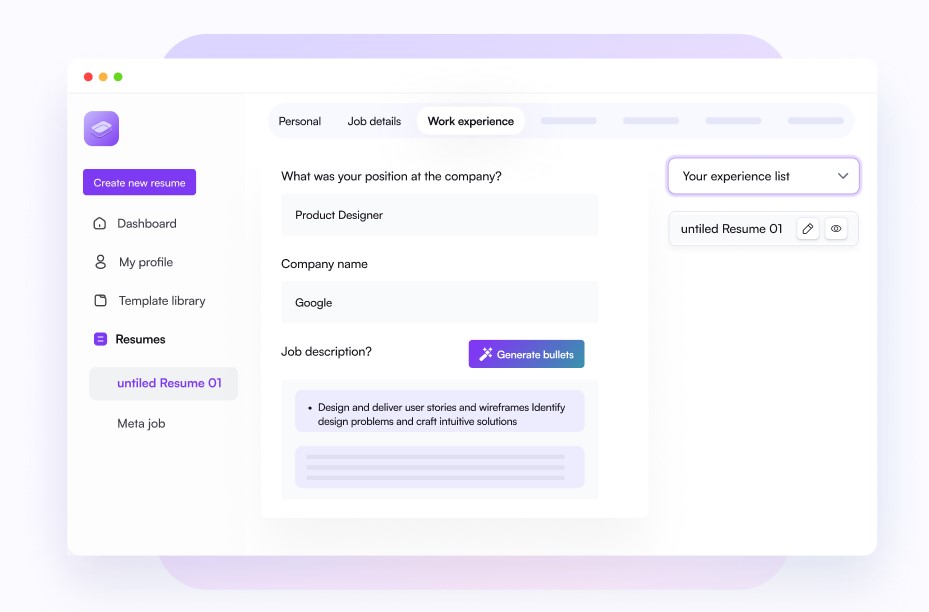 Personal
Job details
Work experience
Create new resume
Dashboard
My profile
Template library
Resumes
untiled Resume 01
Meta job
What was your position at the company?
Product Designer
Company name
Google
Job description?
Generate bullets
• Design and deliver user stories and wireframes Identify
design problems and craft intuitive solutions
Your experience list
untiled Resume 01